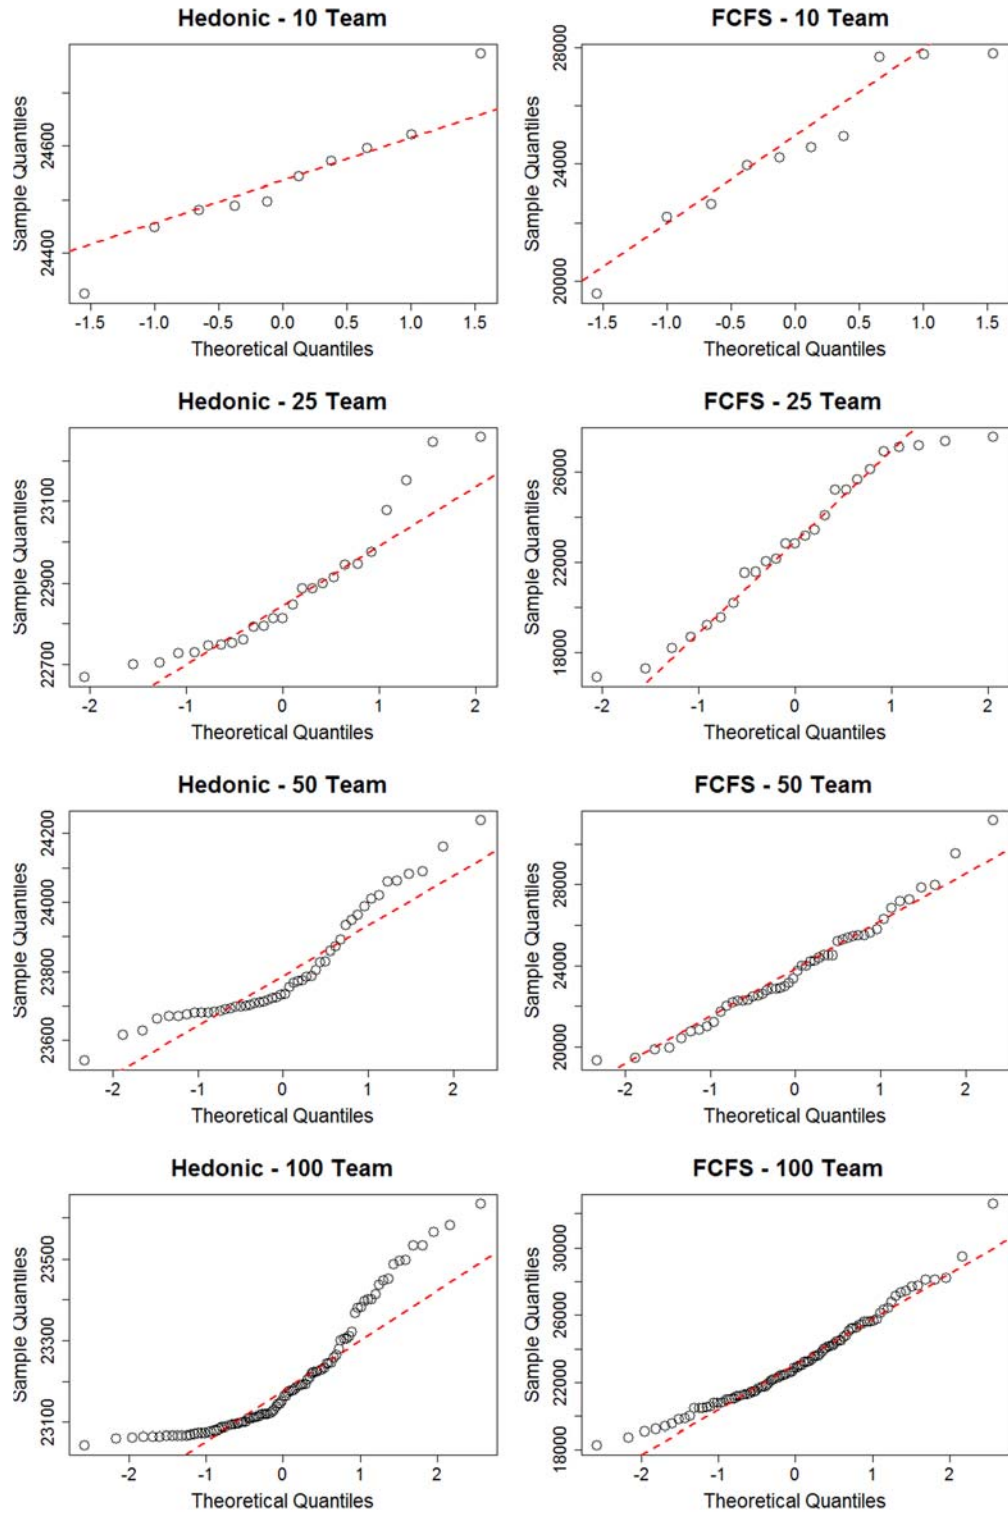 Hedonic - 10 Team
Sample Quantiles
24400 24600
-1.5 -1.0 -0.5 0.0 0.5 1.0 1.5
Theoretical Quantiles
FCFS - 10 Team
Sample Quantiles
20000 24000 28000
-1.5 -1.0 -0.5 0.0 0.5 1.0 1.5
Theoretical Quantiles
Hedonic - 25 Team
Sample Quantiles
22700 22900 23100
-2 -1 0 1 2
Theoretical Quantiles
FCFS - 25 Team
Sample Quantiles
18000 22000 26000
-2 -1 0 1 2
Theoretical Quantiles
Hedonic - 50 Team
Sample Quantiles
23600 23800 24000 24200
-2 -1 0 1 2
Theoretical Quantiles
FCFS - 50 Team
Sample Quantiles
20000 24000 28000
-2 -1 0 1 2
Theoretical Quantiles
Hedonic - 100 Team
Sample Quantiles
23100 23300 23500
-2 -1 0 1 2
Theoretical Quantiles
FCFS - 100 Team
Sample Quantiles
18000 22000 26000 30000
-2 -1 0 1 2
Theoretical Quantiles